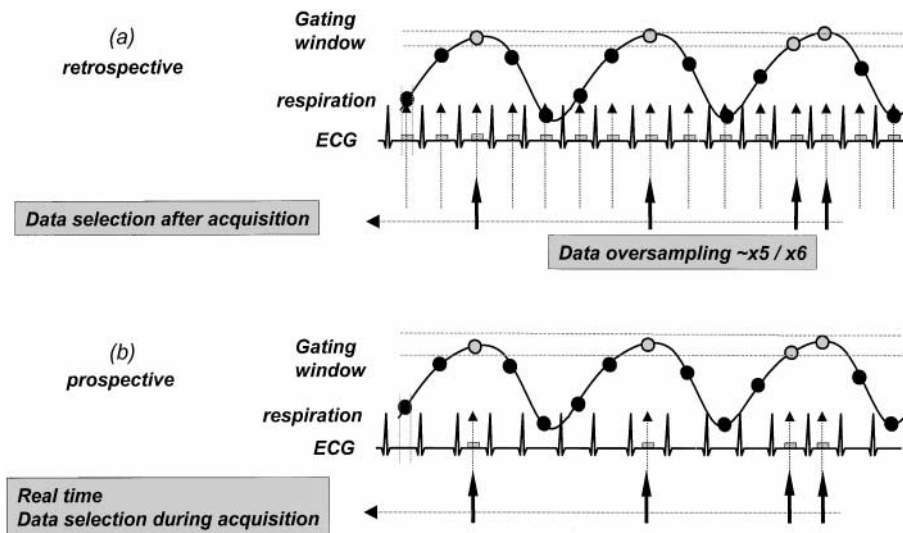 (a)
retrospective
Gating
window
respiration
ECG
Data selection after acquisition
Data oversampling ~x5 / x6
(b)
prospective
Gating
window
respiration
ECG
Real time
Data selection during acquisition